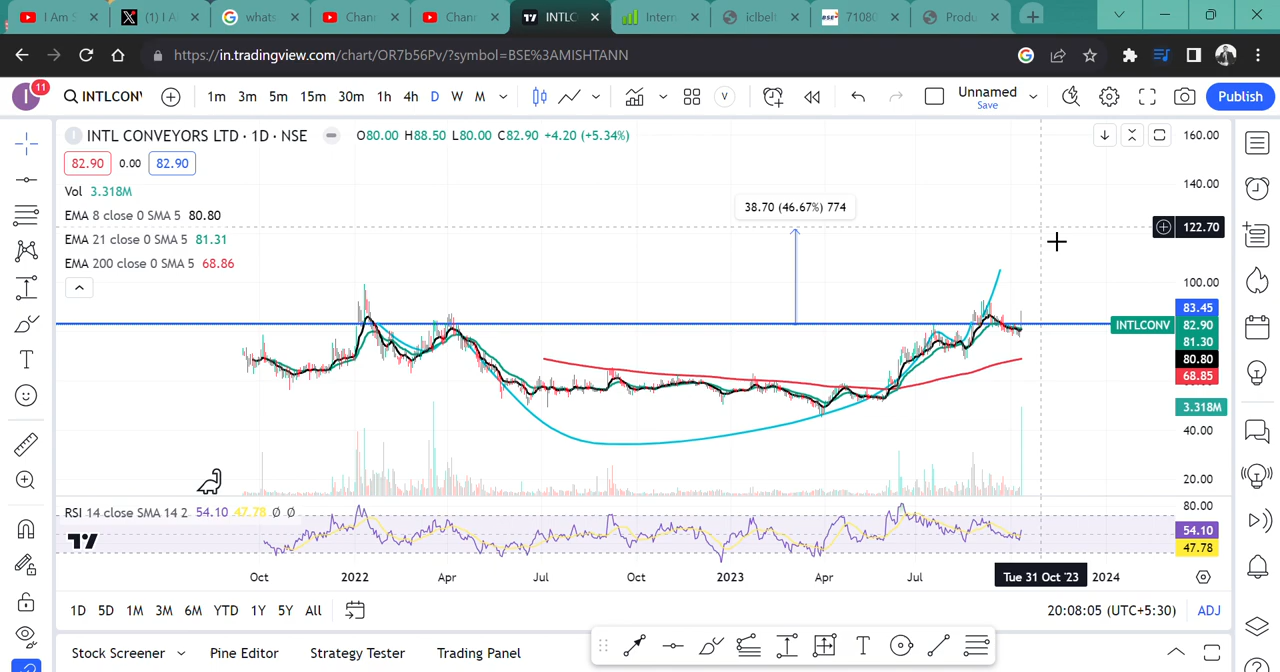 I Am S
(1) I A
whats
Chann
Chann
INTLC
Intern
iclbelt
7108(
Produ
https://in.tradingview.com/chart/OR7b56Pv/?symbol=BSE%3AMISHTANN
I
11
INTLCONV
1m 3m 5m 15m 30m 1h 4h D W M
V
Unnamed
Save
Publish
INTL CONVEYORS LTD · 1D · NSE
O80.00 H88.50 L80.00 C82.90 +4.20 (+5.34%)
82.90 0.00 82.90
Vol 3.318M
EMA 8 close 0 SMA 5 80.80
EMA 21 close 0 SMA 5 81.31
EMA 200 close 0 SMA 5 68.86
38.70 (46.67%) 774
160.00
140.00
122.70
100.00
83.45
INTLCONV 82.90
81.30
80.80
68.85
3.318M
40.00
20.00
RSI 14 close SMA 14 2 54.10 47.78 Ø Ø
80.00
54.10
47.78
Oct 2022 Apr Jul Oct 2023 Apr Jul Tue 31 Oct '23 2024
1D 5D 1M 3M 6M YTD 1Y 5Y All
20:08:05 (UTC+5:30) ADJ
Stock Screener Pine Editor Strategy Tester Trading Panel